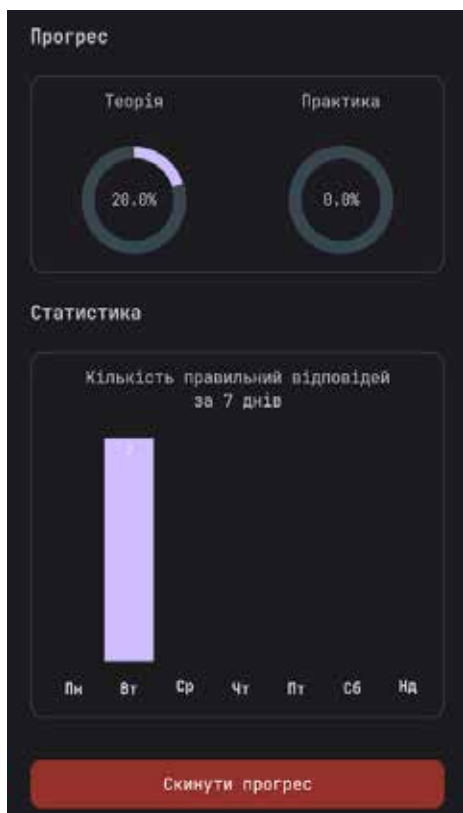 Прогрес
Теорія
Практика
20.0%
0.0%
Статистика
Кількість правильний відповідей
за 7 днів
Пн
Вт
Ср
Чт
Пт
Сб
Нд
Скинути прогрес